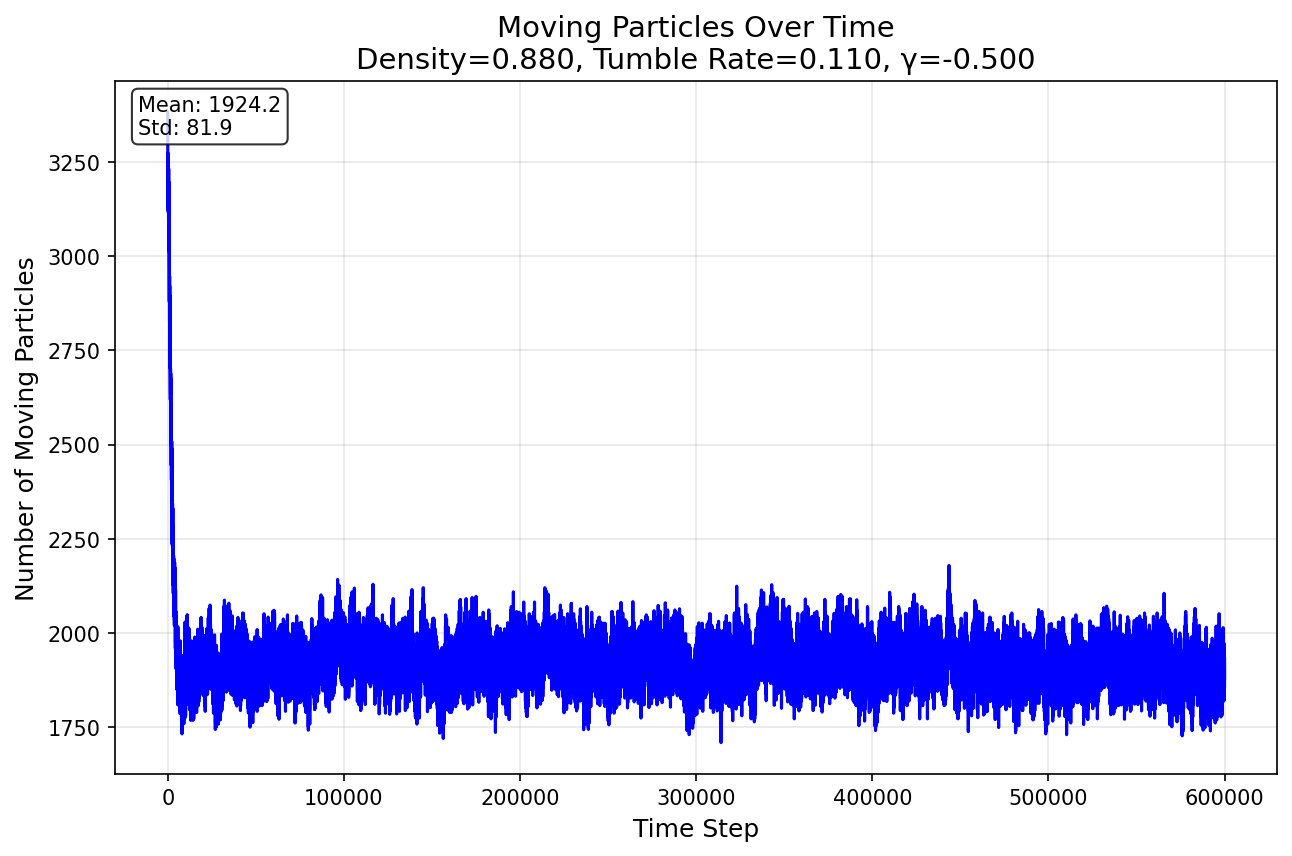 Moving Particles Over Time
Density=0.880, Tumble Rate=0.110, γ=-0.500
Mean: 1924.2
Std: 81.9
Number of Moving Particles
3250
3000
2750
2500
2250
2000
1750
0
100000
200000
300000
400000
500000
600000
Time Step